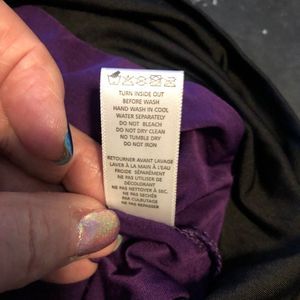 TURN INSIDE OUT
BEFORE WASH
HAND WASH IN COOL
WATER SEPARATELY
DO NOT BLEACH
DO NOT DRY CLEAN
NO TUMBLE DRY
DO NOT IRON
RETOURNER AVANT LAVAGE
LAVER À LA MAIN À L'EAU
FROIDE SÉPARÉMENT
NE PAS UTILISER DE
DÉCOLORANT
NE PAS NETTOYER À SEC.
NE PAS SÉCHER
PAR CULBUTAGE
NE PAS REPASSER